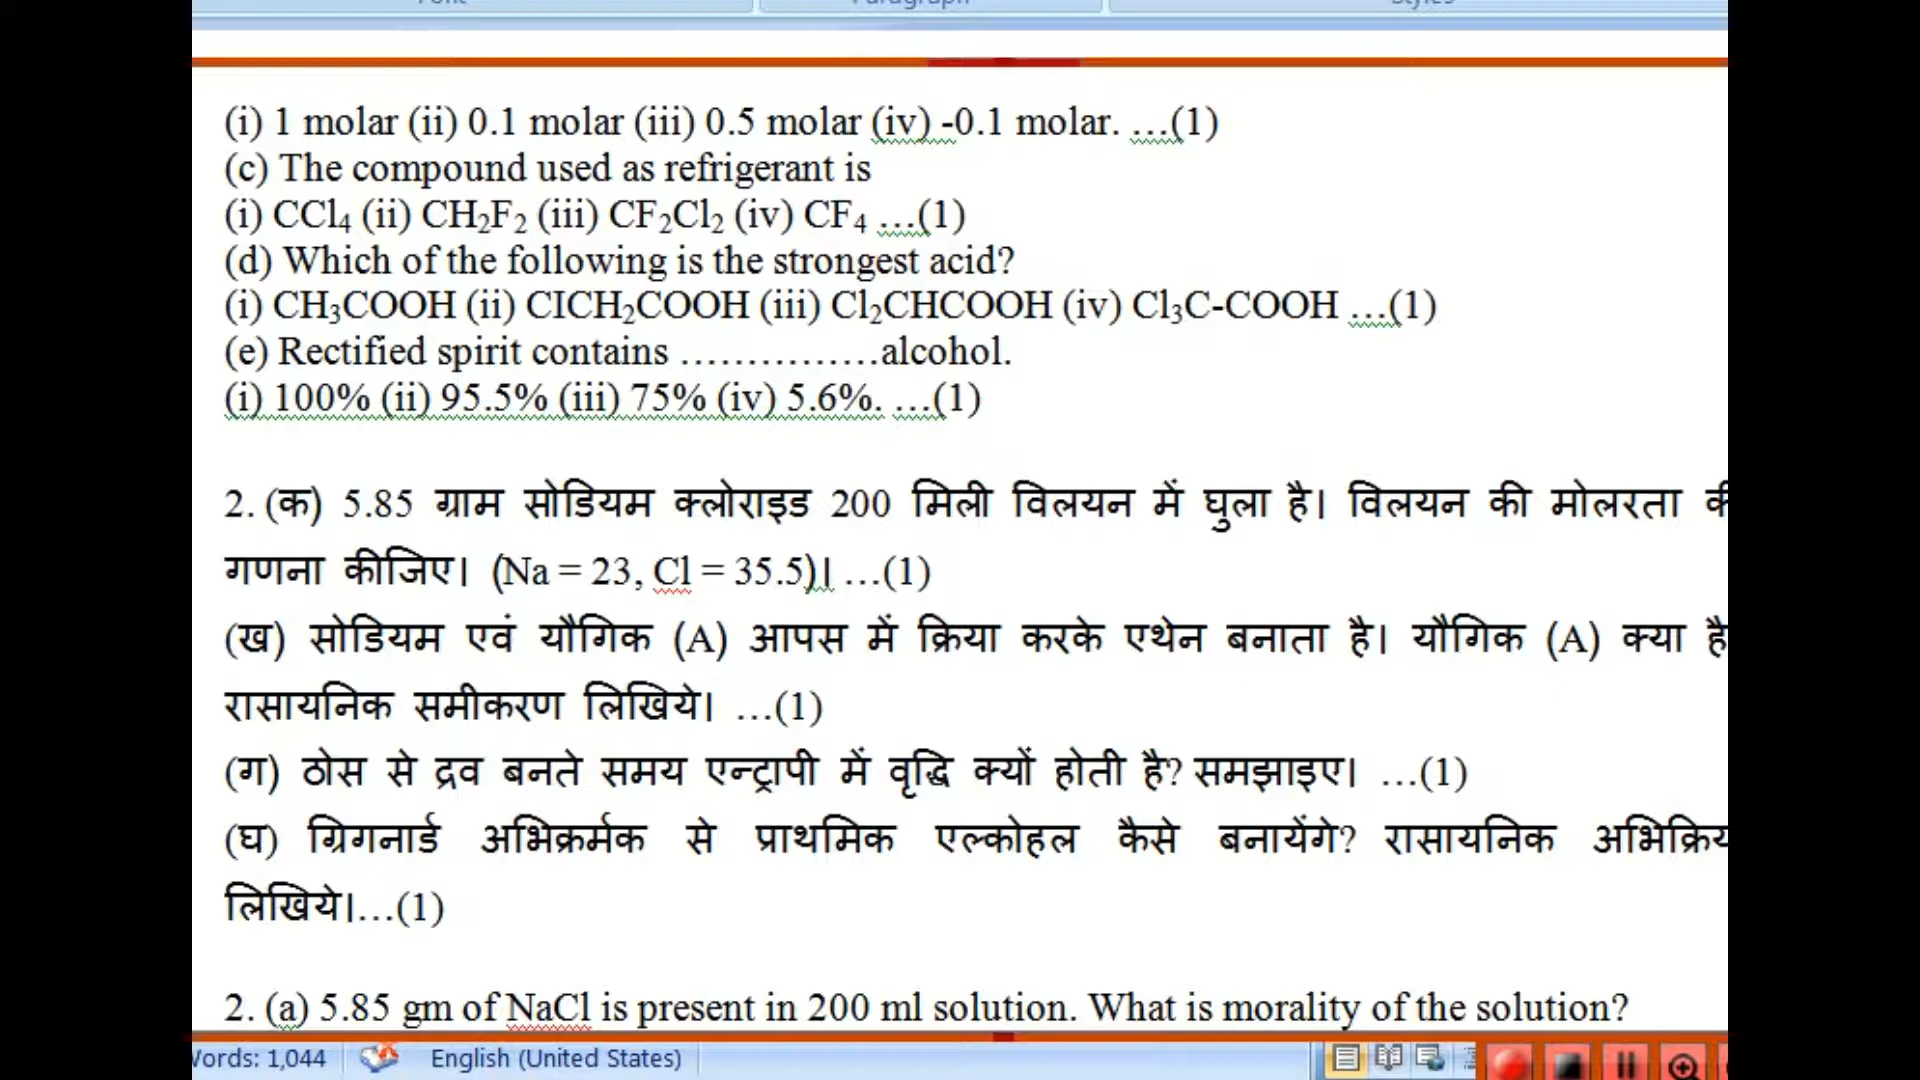 (i) 1 molar (ii) 0.1 molar (iii) 0.5 molar (iv) -0.1 molar. ...(1)
(c) The compound used as refrigerant is
(i) CCl₄ (ii) CH₂F₂ (iii) CF₂Cl₂ (iv) CF₄ ...(1)
(d) Which of the following is the strongest acid?
(i) CH₃COOH (ii) CICH₂COOH (iii) Cl₂CHCOOH (iv) Cl₃C-COOH ...(1)
(e) Rectified spirit contains ...............alcohol.
(i) 100% (ii) 95.5% (iii) 75% (iv) 5.6%. ...(1)
2. (क) 5.85 ग्राम सोडियम क्लोराइड 200 मिली विलयन में घुला है। विलयन की मोलरता
गणना कीजिए। (Na = 23, Cl = 35.5)। ...(1)
(ख) सोडियम एवं यौगिक (A) आपस में क्रिया करके एथेन बनाता है। यौगिक (A) क्या है
रासायनिक समीकरण लिखिये। ...(1)
(ग) ठोस से द्रव बनते समय एन्ट्रापी में वृद्धि क्यों होती है? समझाइए। ...(1)
(घ) ग्रिगनार्ड अभिक्रर्मक से प्राथमिक एल्कोहल कैसे बनायेंगे? रासायनिक
लिखिये।...(1)
2. (a) 5.85 gm of NaCl is present in 200 ml solution. What is morality of the solution?
Words: 1,044 English (United States)